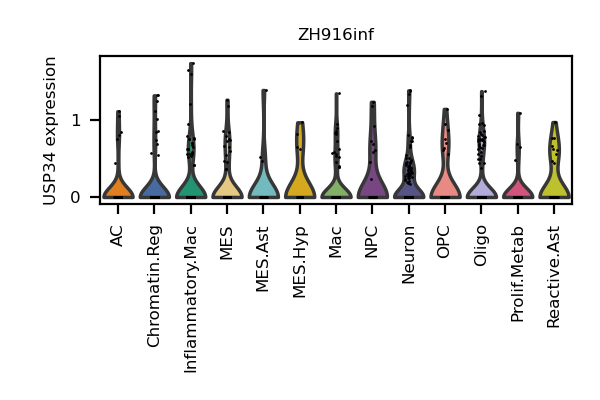 ZH916inf
USP34 expression
1
0
AC
Chromatin.Reg
Inflammatory.Mac
MES
MES.Ast
MES.Hyp
Mac
NPC
Neuron
OPC
Oligo
Prolif.Metab
Reactive.Ast